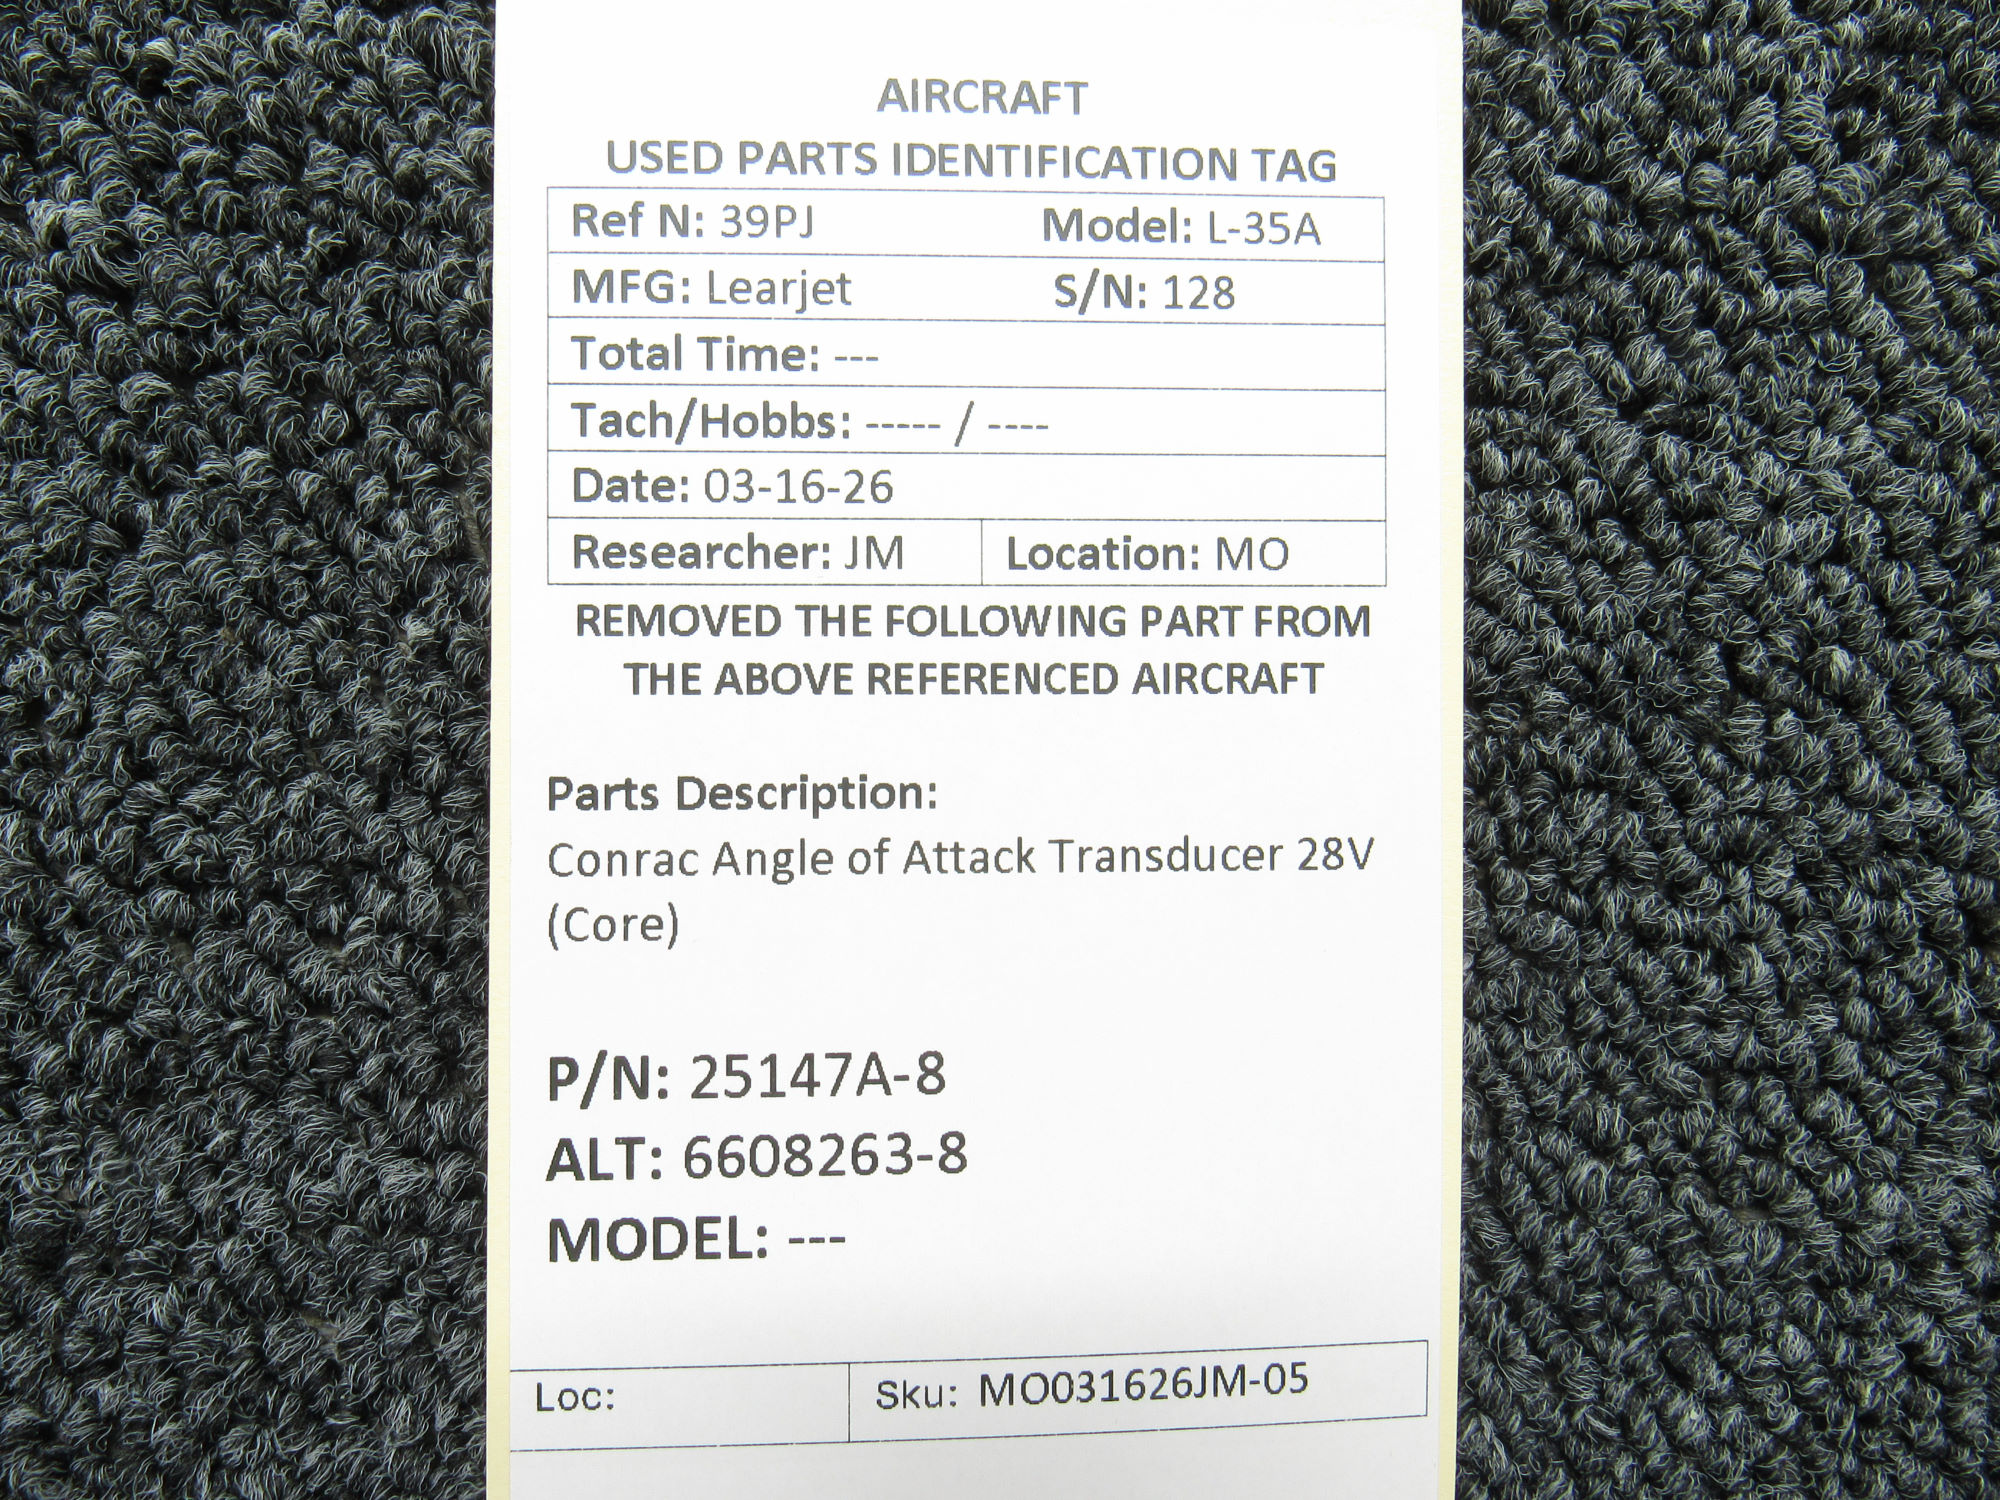 AIRCRAFT
USED PARTS IDENTIFICATION TAG
Ref N: 39PJ Model: L-35A
MFG: Learjet S/N: 128
Total Time: ---
Tach/Hobbs: ----- / ----
Date: 03-16-26
Researcher: JM Location: MO
REMOVED THE FOLLOWING PART FROM
THE ABOVE REFERENCED AIRCRAFT
Parts Description:
Conrac Angle of Attack Transducer 28V
(Core)
P/N: 25147A-8
ALT: 6608263-8
MODEL: ---
Loc: Sku: MO031626JM-05